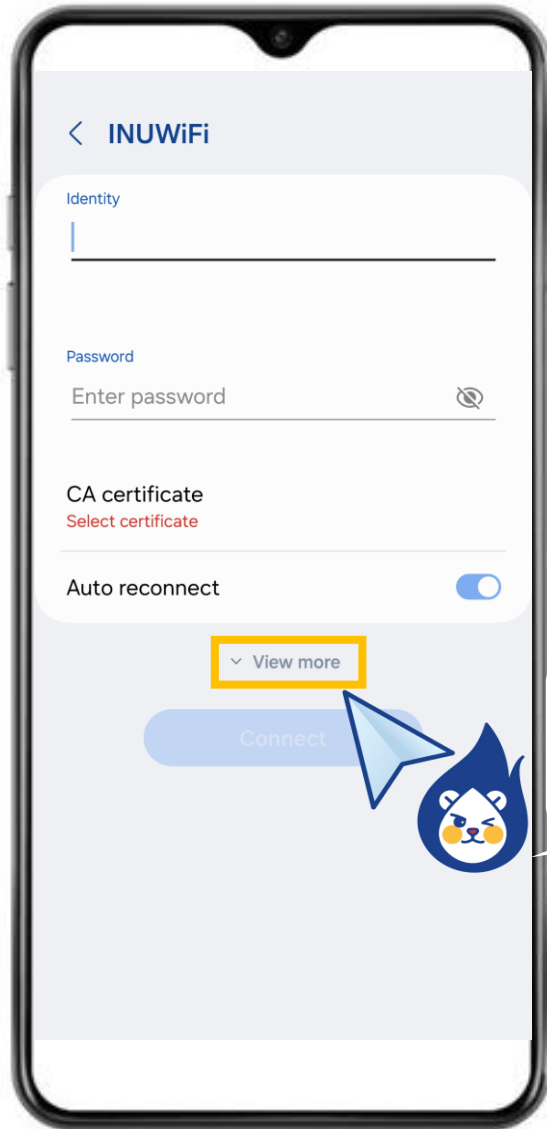 INUWiFi
Identity
Password
Enter password
CA certificate
Select certificate
Auto reconnect
View more
Connect